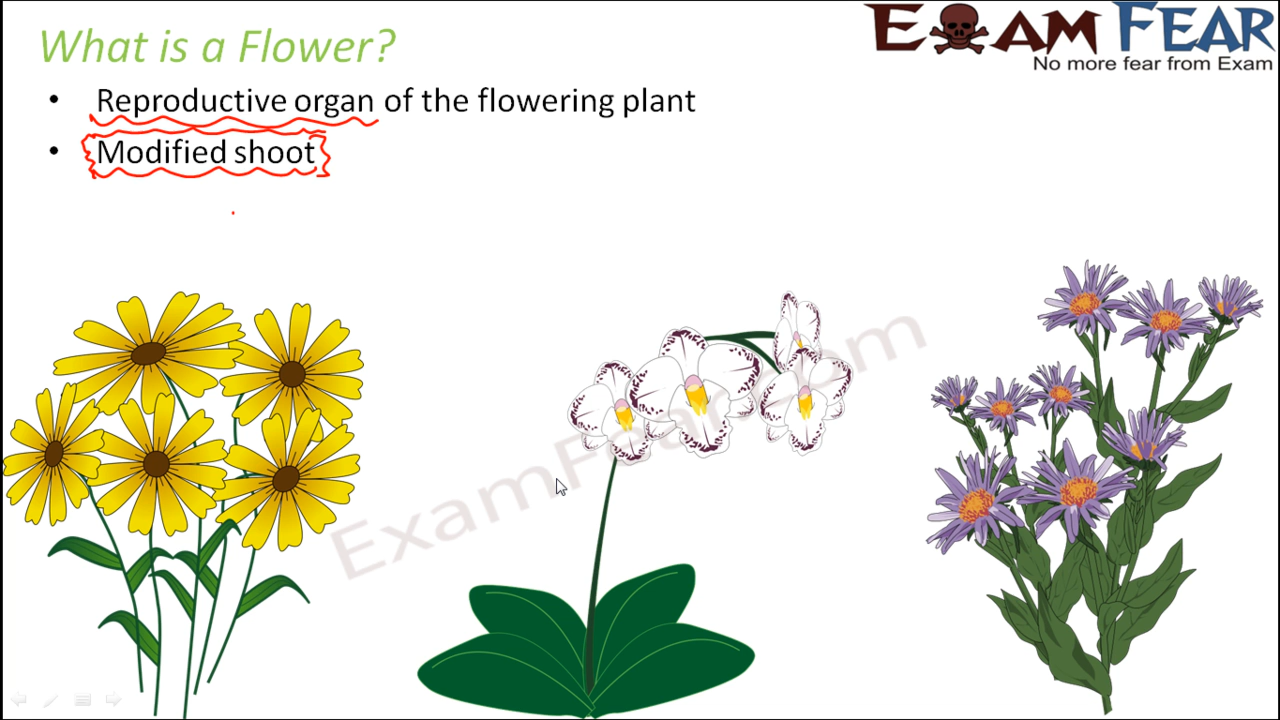 What is a Flower?
EXAM FEAR
No more fear from Exam
• Reproductive organ of the flowering plant
• Modified shoot
ExamFear.com